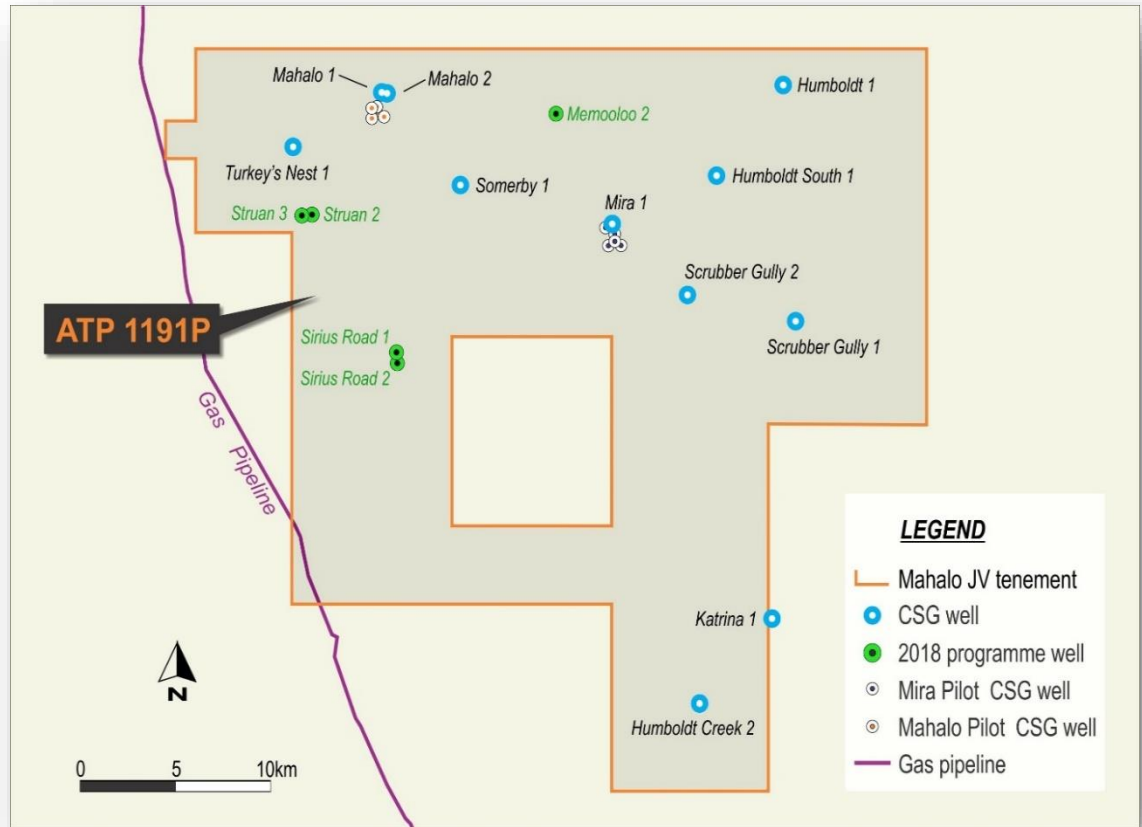 Mahalo 1
Mahalo 2
Humboldt 1
Memooloo 2
Turkey's Nest 1
Somerby 1
Humboldt South 1
Struan 3
Struan 2
Mira 1
Scrubber Gully 2
ATP 1191P
Sirius Road 1
Scrubber Gully 1
Sirius Road 2
Gas Pipeline
LEGEND
Mahalo JV tenement
CSG well
2018 programme well
Mira Pilot CSG well
Mahalo Pilot CSG well
Gas pipeline
Katrina 1
Humboldt Creek 2
N
0 5 10km